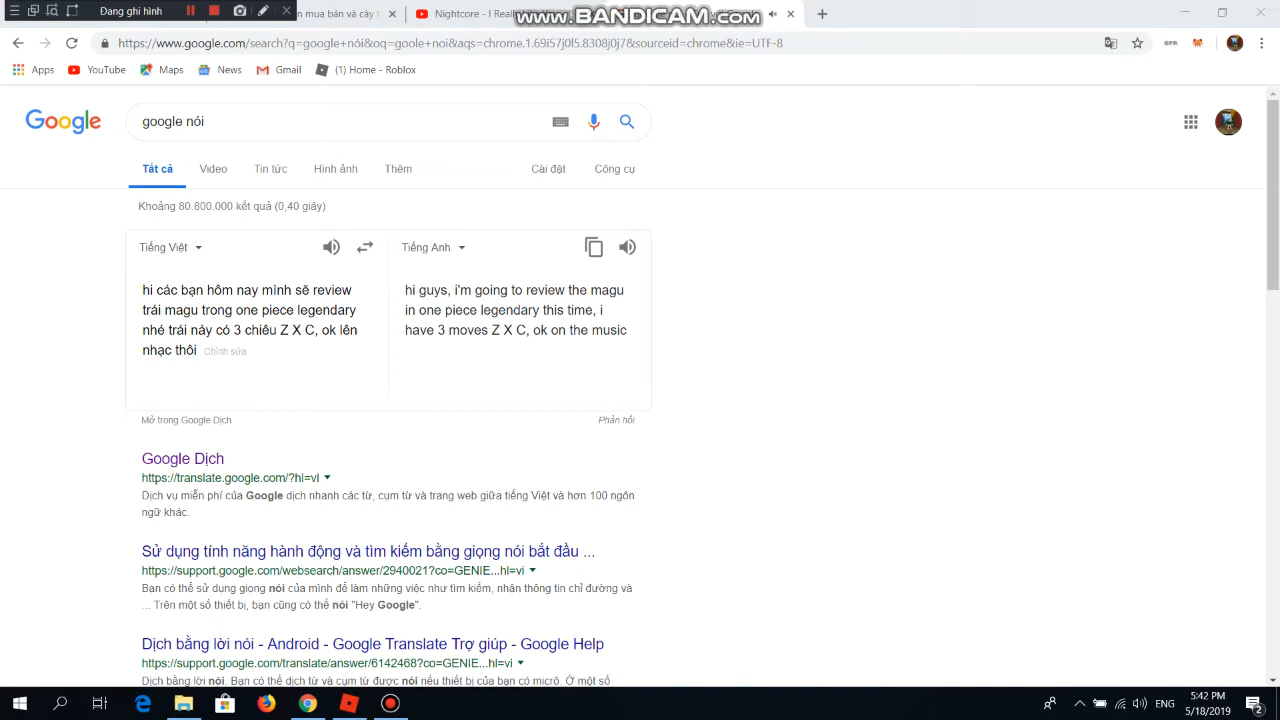 Đang ghi hình
n mua bán và cây t
Nightcore - I Real
www.BANDICAM.com
https://www.google.com/search?q=google+nói&oq=goole+noi&aqs=chrome.1.69i57j0l5.8308j0j7&sourceid=chrome&ie=UTF-8
Apps YouTube Maps News Gmail (1) Home - Roblox
Google
google nói
Tất cả Video Tin tức Hình ảnh Thêm Cài đặt Công cụ
Khoảng 80.800.000 kết quả (0,40 giây)
Tiếng Việt Tiếng Anh
hi các bạn hôm nay mình sẽ review
trái magu trong one piece legendary
nhé trái này có 3 chiêu Z X C, ok lên
nhạc thôi Chỉnh sửa
hi guys, i'm going to review the magu
in one piece legendary this time, i
have 3 moves Z X C, ok on the music
Mở trong Google Dịch Phản hồi
Google Dịch
https://translate.google.com/?hl=vi
Dịch vụ miễn phí của Google dịch nhanh các từ, cụm từ và trang web giữa tiếng Việt và hơn 100 ngôn
ngữ khác.
Sử dụng tính năng hành động và tìm kiếm bằng giọng nói bắt đầu ...
https://support.google.com/websearch/answer/2940021?co=GENIE...hl=vi
Bạn có thể sử dụng giọng nói của mình để làm những việc như tìm kiếm, nhận thông tin chỉ đường và
... Trên một số thiết bị, bạn cũng có thể nói "Hey Google".
Dịch bằng lời nói - Android - Google Translate Trợ giúp - Google Help
https://support.google.com/translate/answer/6142468?co=GENIE...hl=vi
Dịch bằng lời nói. Bạn có thể dịch từ và cụm từ được nói nếu thiết bị của bạn có micrô. Ở một số
ENG
5:42 PM
5/18/2019
2